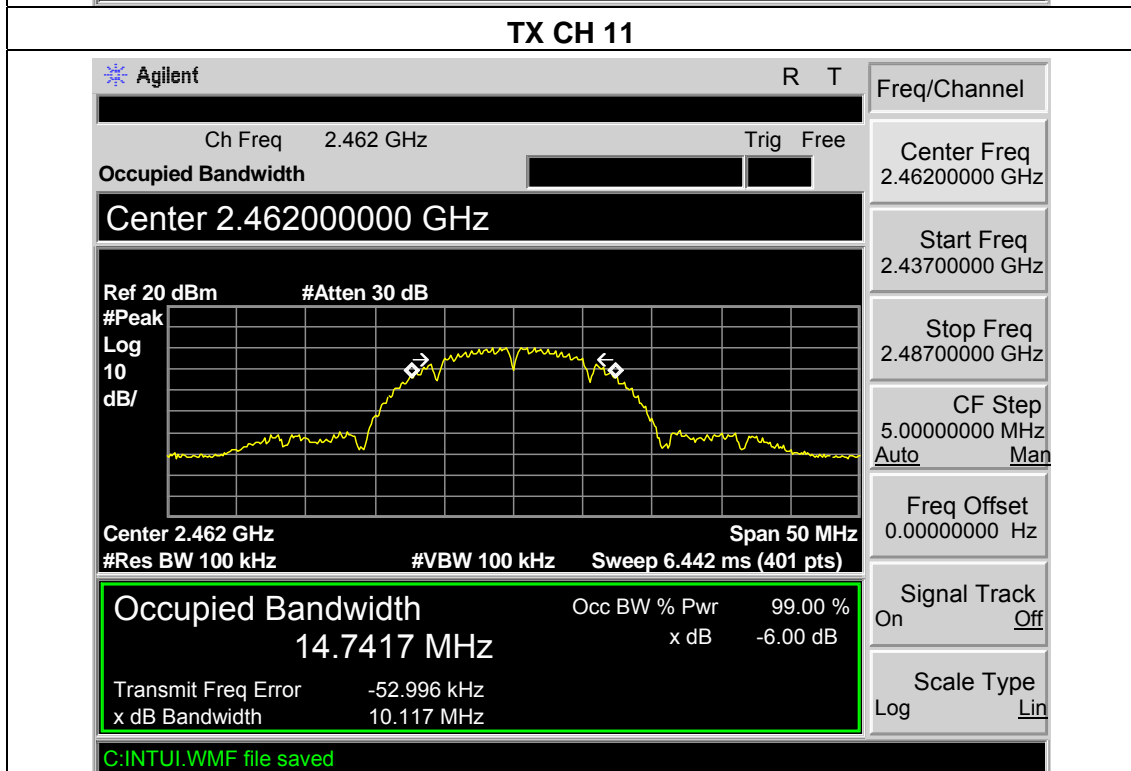 TX CH 11
Agilent R T
Ch Freq 2.462 GHz Trig Free
Occupied Bandwidth
Center 2.462000000 GHz
Ref 20 dBm #Atten 30 dB
#Peak
Log
10
dB/
Center 2.462 GHz Span 50 MHz
#Res BW 100 kHz #VBW 100 kHz Sweep 6.442 ms (401 pts)
Occupied Bandwidth Occ BW % Pwr 99.00 %
14.7417 MHz x dB -6.00 dB
Transmit Freq Error -52.996 kHz
x dB Bandwidth 10.117 MHz
C:INTUI.WMF file saved
Freq/Channel
Center Freq
2.46200000 GHz
Start Freq
2.43700000 GHz
Stop Freq
2.48700000 GHz
CF Step
5.00000000 MHz
Auto Man
Freq Offset
0.00000000 Hz
Signal Track
On Off
Scale Type
Log Lin